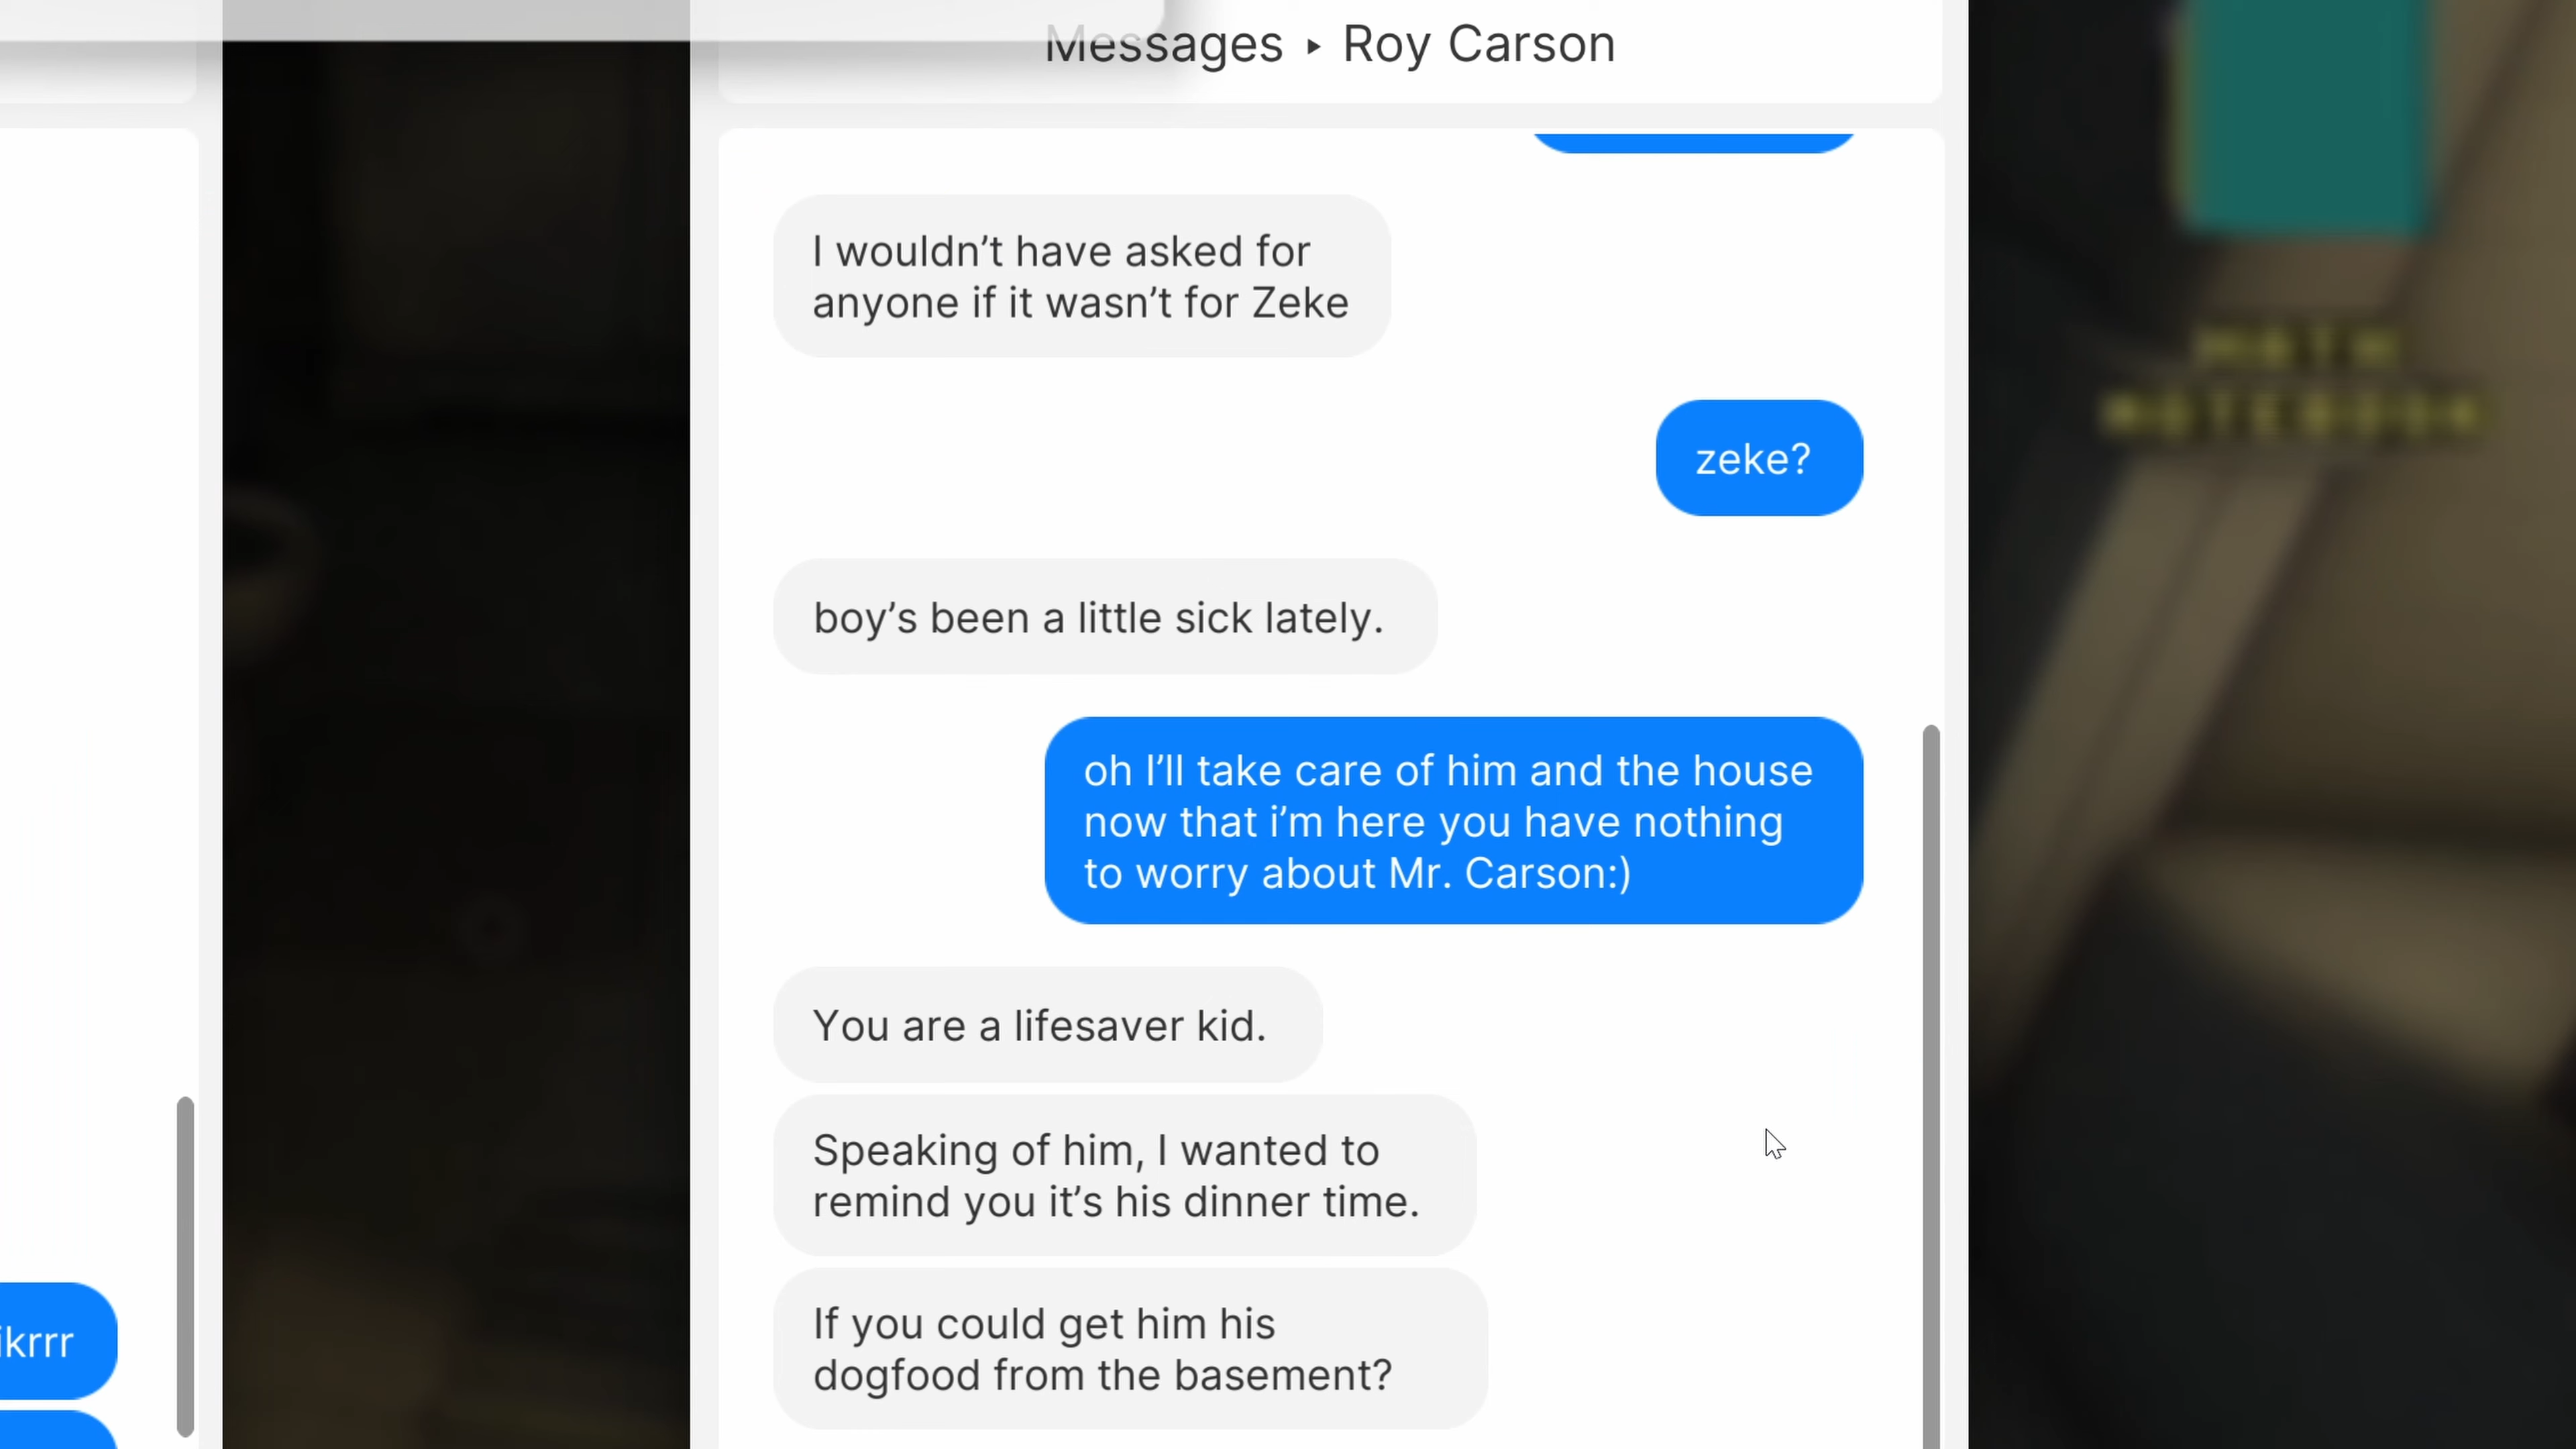 Messages ▸ Roy Carson
I wouldn’t have asked for
anyone if it wasn’t for Zeke
zeke?
boy’s been a little sick lately.
oh I’ll take care of him and the house
now that i’m here you have nothing
to worry about Mr. Carson:)
You are a lifesaver kid.
Speaking of him, I wanted to
remind you it’s his dinner time.
If you could get him his
dogfood from the basement?
ikrrr
MATH
NOTEBOOK